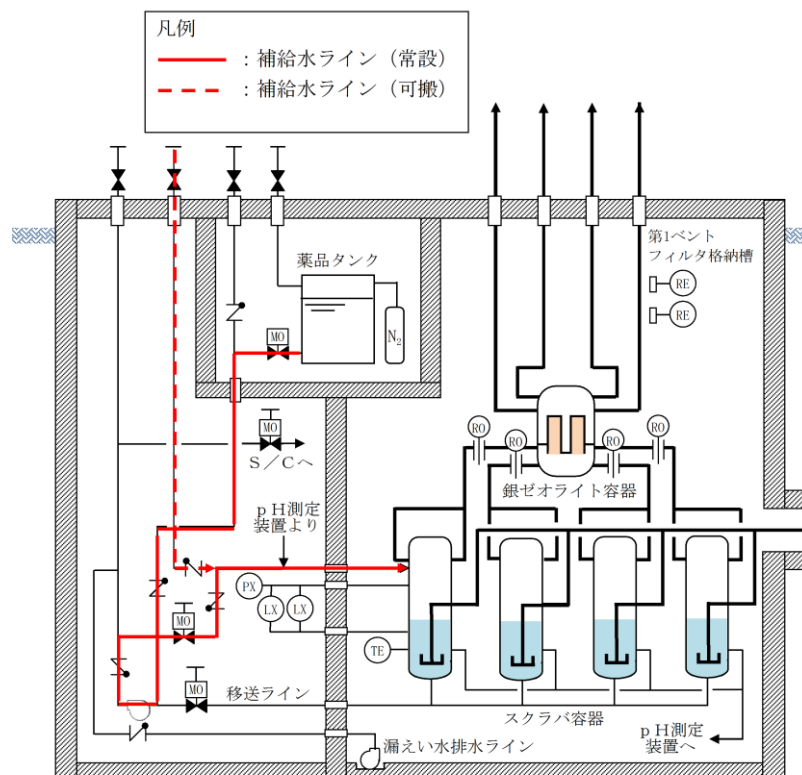 凡例
：補給水ライン（常設）
：補給水ライン（可搬）
第1ベント
フィルタ格納槽
RE
RE
薬品タンク
MO
N₂
MO
S／Cへ
RO
RO
RO
RO
銀ゼオライト容器
ｐＨ測定
装置より
PX
LX
LX
MO
TE
MO
移送ライン
スクラバ容器
ｐＨ測定
装置へ
漏えい水排水ライン